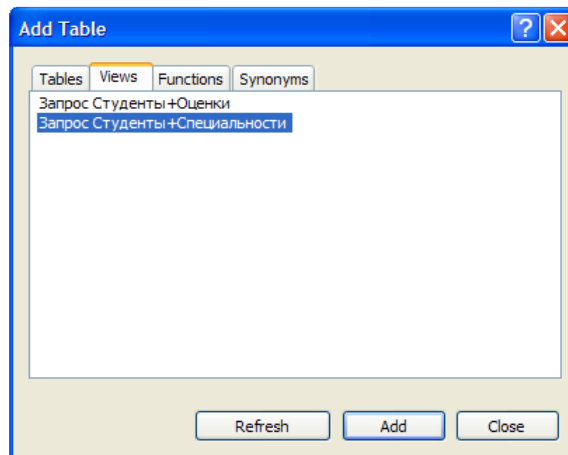 Add Table
Tables Views Functions Synonyms
Запрос Студенты+Оценки
Запрос Студенты+Специальности
Refresh Add Close